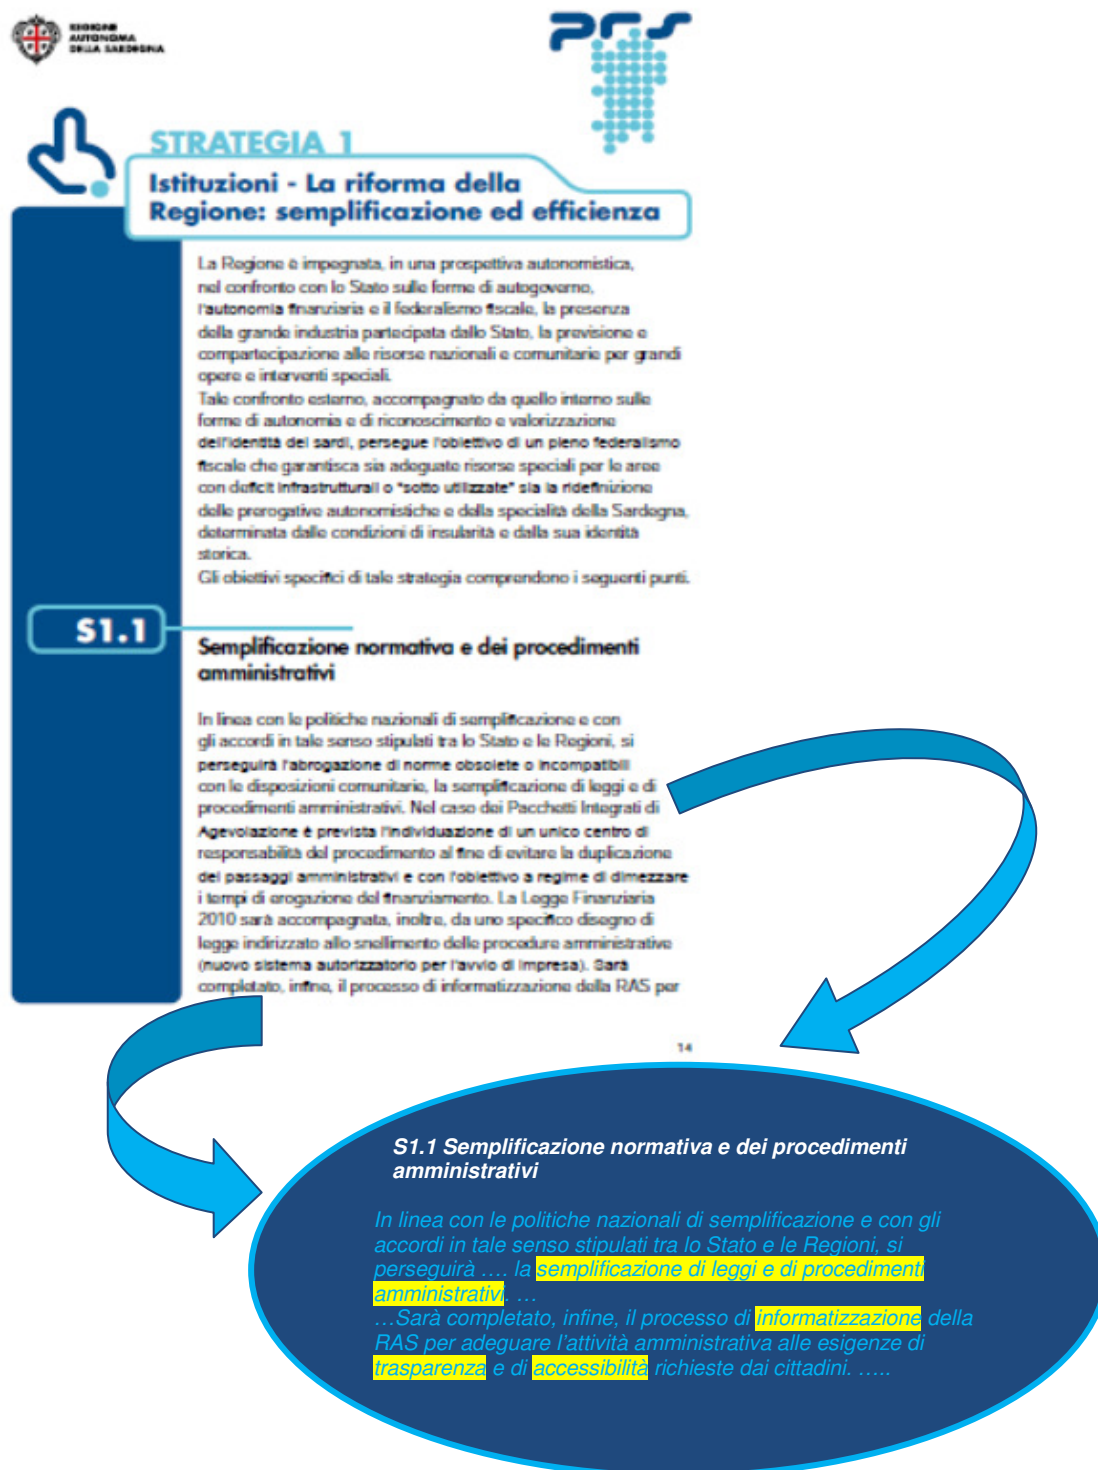 REGIONE
AUTONOMA
DELLA SARDEGNA
prs
STRATEGIA 1
Istituzioni - La riforma della
Regione: semplificazione ed efficienza
La Regione è impegnata, in una prospettiva autonomistica,
nel confronto con lo Stato sulle forme di autogoverno,
l'autonomia finanziaria e il federalismo fiscale, la presenza
della grande industria partecipata dallo Stato, la previsione e
compartecipazione alle risorse nazionali e comunitarie per grandi
opere e interventi speciali.
Tale confronto esterno, accompagnato da quello interno sulle
forme di autonomia e di riconoscimento e valorizzazione
dell'identità dei sardi, persegue l'obiettivo di un pieno federalismo
fiscale che garantisca sia adeguate risorse speciali per le aree
con deficit infrastrutturali o "sotto utilizzate" sia la ridefinizione
delle prerogative autonomistiche e della specialità della Sardegna,
determinata dalle condizioni di insularità e dalla sua identità
storica.
Gli obiettivi specifici di tale strategia comprendono i seguenti punti.
S1.1
Semplificazione normativa e dei procedimenti
amministrativi
In linea con le politiche nazionali di semplificazione e con
gli accordi in tale senso stipulati tra lo Stato e le Regioni, si
perseguirà l'abrogazione di norme obsolete o incompatibili
con le disposizioni comunitarie, la semplificazione di leggi e di
procedimenti amministrativi. Nel caso dei Pacchetti Integrati di
Agevolazione è prevista l'individuazione di un unico centro di
responsabilità del procedimento al fine di evitare la duplicazione
dei passaggi amministrativi e con l'obiettivo a regime di dimezzare
i tempi di erogazione del finanziamento. La Legge Finanziaria
2010 sarà accompagnata, inoltre, da uno specifico disegno di
legge indirizzato allo snellimento delle procedure amministrative
(nuovo sistema autorizzatorio per l'avvio di impresa). Sarà
completato, infine, il processo di informatizzazione della RAS per
14
S1.1 Semplificazione normativa e dei procedimenti
amministrativi
In linea con le politiche nazionali di semplificazione e con gli
accordi in tale senso stipulati tra lo Stato e le Regioni, si
perseguirà …. la semplificazione di leggi e di procedimenti
amministrativi. …
…Sarà completato, infine, il processo di informatizzazione della
RAS per adeguare l'attività amministrativa alle esigenze di
trasparenza e di accessibilità richieste dai cittadini. …..